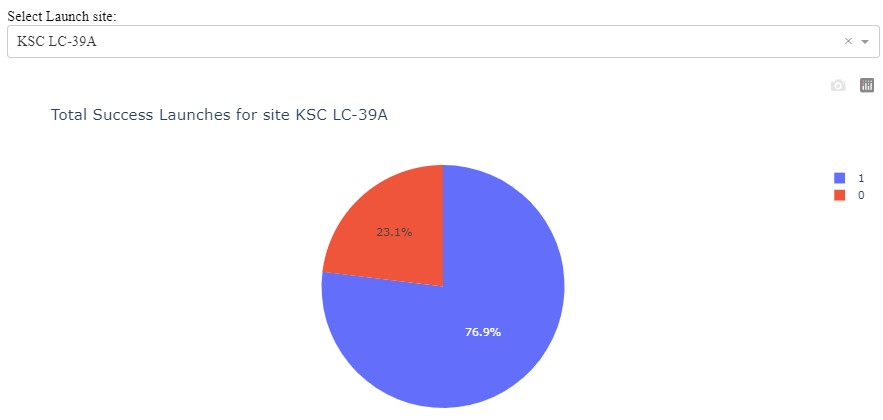 Select Launch site:
KSC LC-39A
Total Success Launches for site KSC LC-39A
1
0
23.1%
76.9%